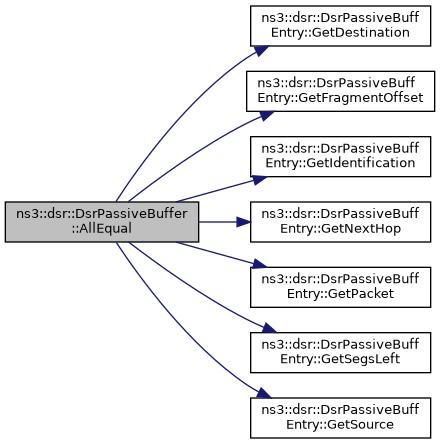 ns3::dsr::DsrPassiveBuff
Entry::GetDestination
ns3::dsr::DsrPassiveBuff
Entry::GetFragmentOffset
ns3::dsr::DsrPassiveBuff
Entry::GetIdentification
ns3::dsr::DsrPassiveBuffer
::AllEqual
ns3::dsr::DsrPassiveBuff
Entry::GetNextHop
ns3::dsr::DsrPassiveBuff
Entry::GetPacket
ns3::dsr::DsrPassiveBuff
Entry::GetSegsLeft
ns3::dsr::DsrPassiveBuff
Entry::GetSource